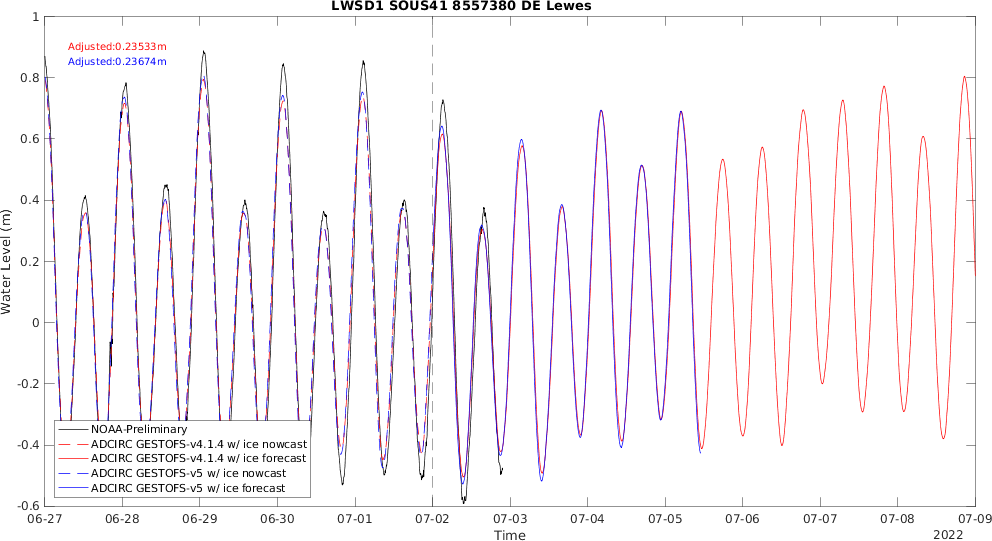 LWSD1 SOUS41 8557380 DE Lewes
Adjusted:0.23533m
Adjusted:0.23674m
Water Level (m)
1
0.8
0.6
0.4
0.2
0
-0.2
-0.4
-0.6
NOAA-Preliminary
ADCIRC GESTOFS-v4.1.4 w/ ice nowcast
ADCIRC GESTOFS-v4.1.4 w/ ice forecast
ADCIRC GESTOFS-v5 w/ ice nowcast
ADCIRC GESTOFS-v5 w/ ice forecast
06-27 06-28 06-29 06-30 07-01 07-02 07-03 07-04 07-05 07-06 07-07 07-08 07-09
Time
2022